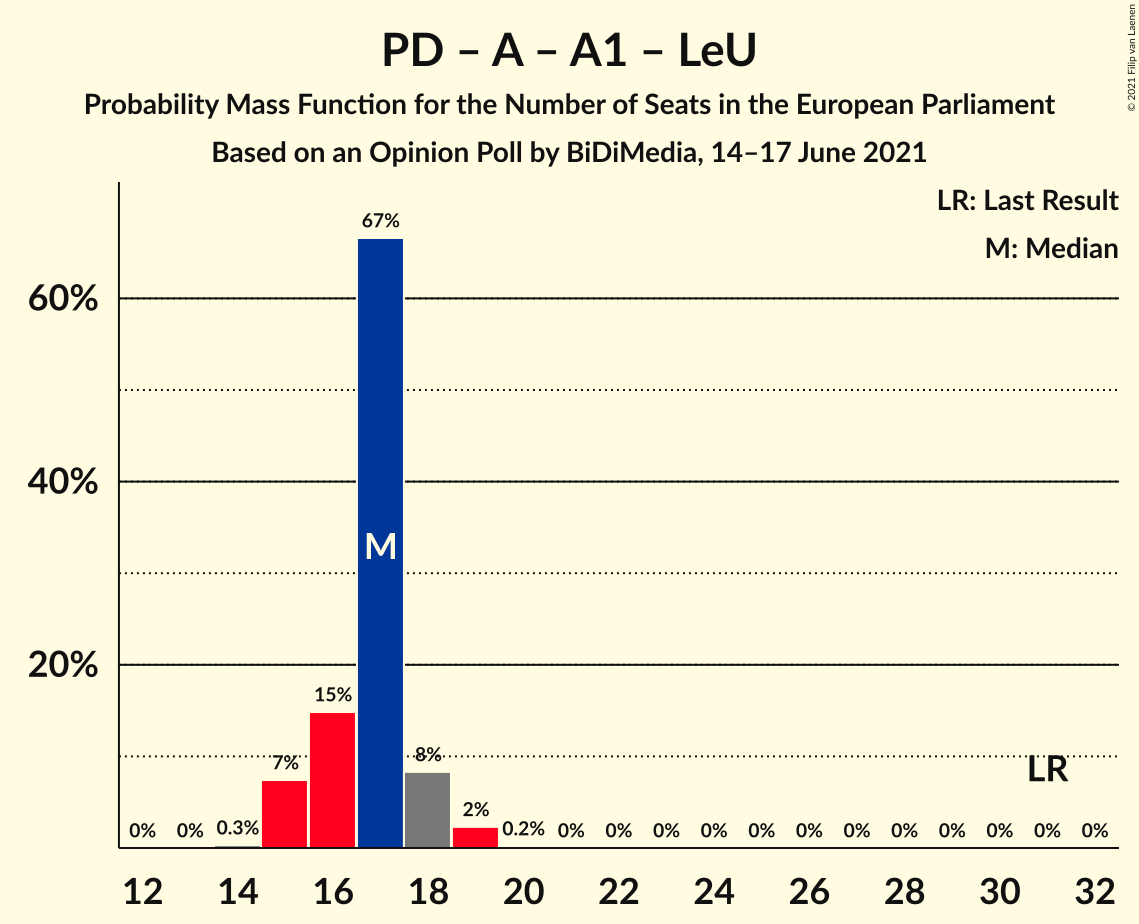 PD – A – A1 – LeU
Probability Mass Function for the Number of Seats in the European Parliament
Based on an Opinion Poll by BiDiMedia, 14–17 June 2021
© 2021 Filip van Laenen
LR: Last Result
M: Median
67%
60%
M
40%
20%
15%
8%
7%
LR
2%
0% 0% 0.3% 0.2% 0% 0% 0% 0% 0% 0% 0% 0% 0% 0% 0% 0%
12 14 16 18 20 22 24 26 28 30 32